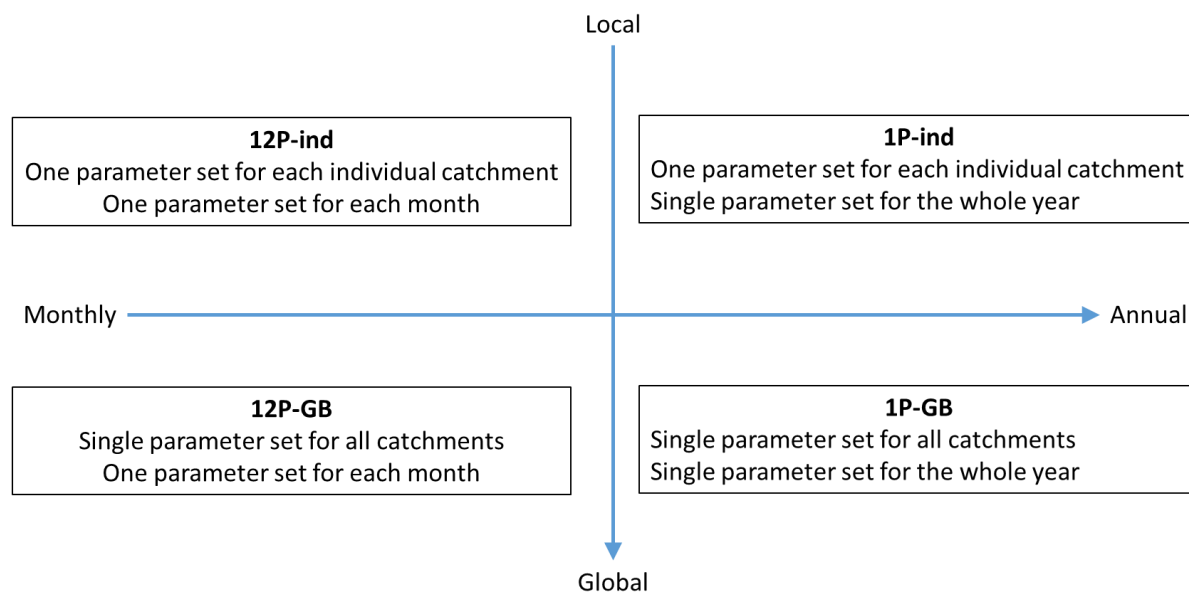 Local
12P-ind
One parameter set for each individual catchment
One parameter set for each month
1P-ind
One parameter set for each individual catchment
Single parameter set for the whole year
Monthly
Annual
12P-GB
Single parameter set for all catchments
One parameter set for each month
1P-GB
Single parameter set for all catchments
Single parameter set for the whole year
Global